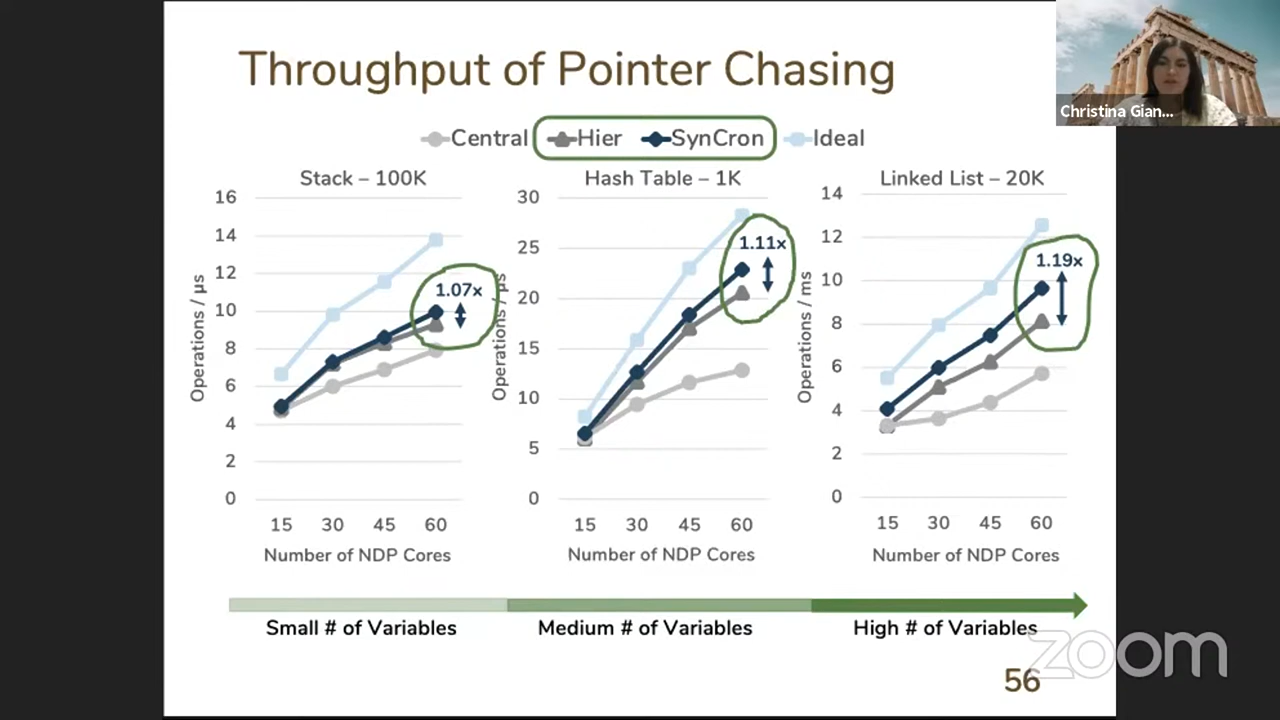 Throughput of Pointer Chasing
Christina Gian...
Central Hier SynCron Ideal
Stack – 100K
16
14
12
10
8
6
4
2
0
Operations / µs
1.07x
15 30 45 60
Number of NDP Cores
Hash Table – 1K
30
25
20
15
10
5
0
Operations / µs
1.11x
15 30 45 60
Number of NDP Cores
Linked List – 20K
14
12
10
8
6
4
2
0
Operations / ms
1.19x
15 30 45 60
Number of NDP Cores
Small # of Variables
Medium # of Variables
High # of Variables
zoom
56